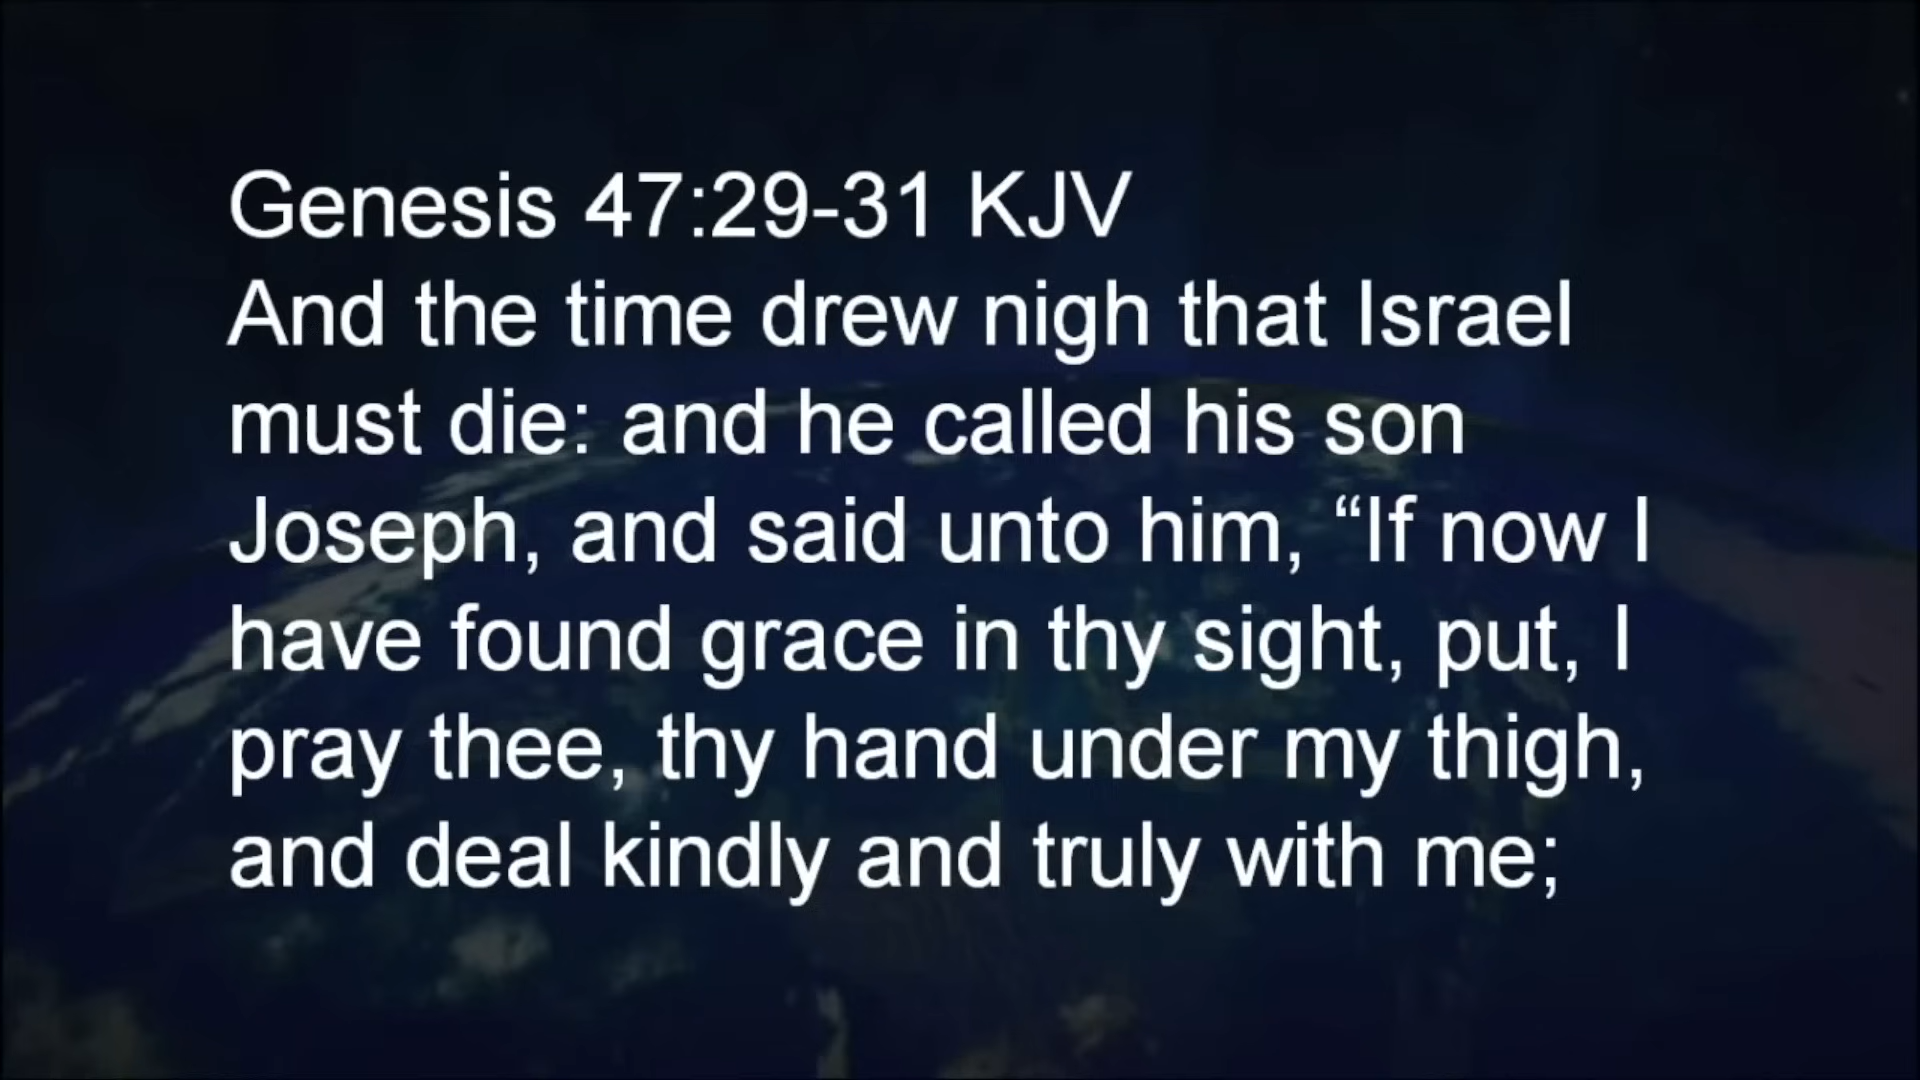 Genesis 47:29-31 KJV
And the time drew nigh that Israel
must die: and he called his son
Joseph, and said unto him, “If now I
have found grace in thy sight, put, I
pray thee, thy hand under my thigh,
and deal kindly and truly with me;